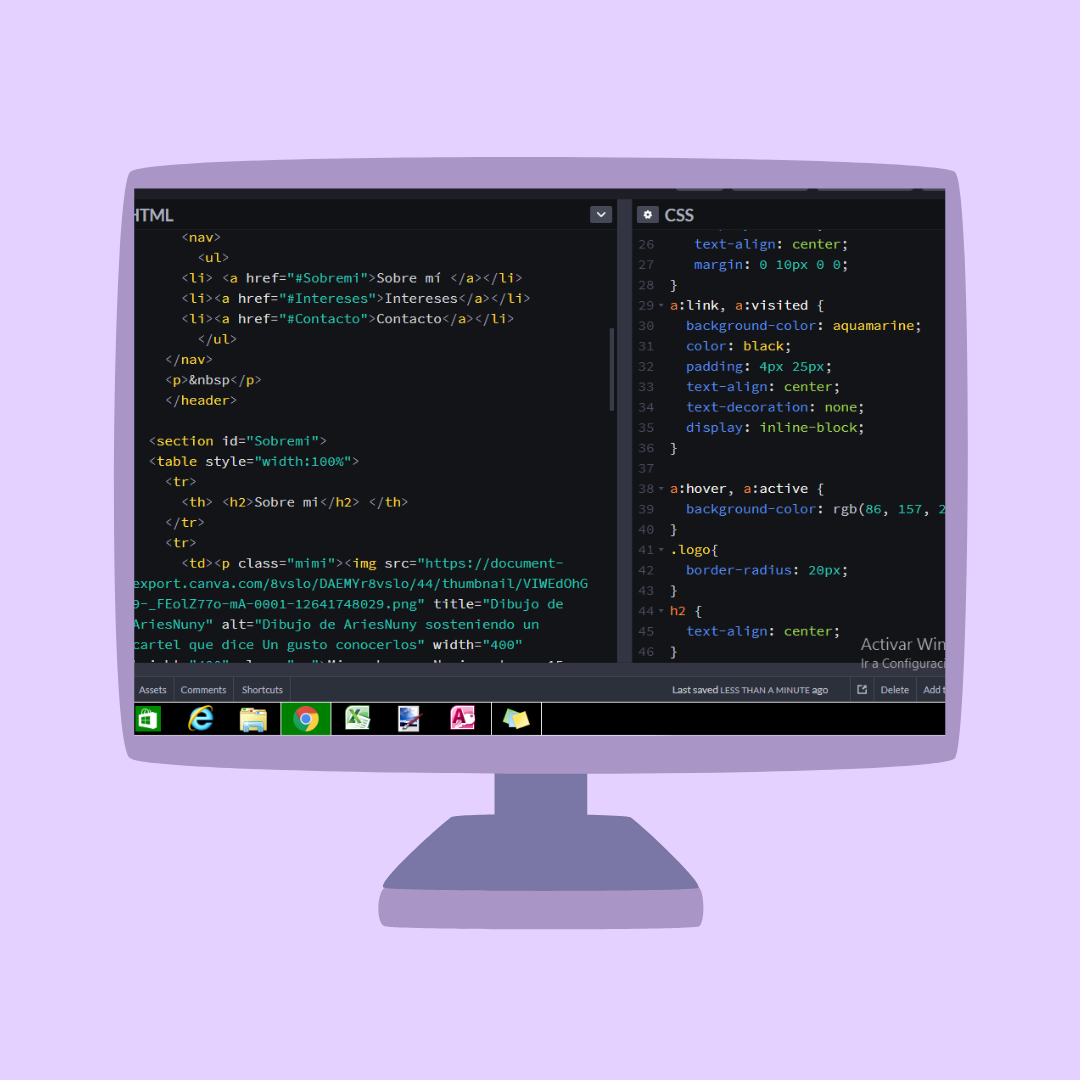 HTML
<nav>
<ul>
<li> <a href="#Sobremi">Sobre mí </a></li>
<li><a href="#Intereses">Intereses</a></li>
<li><a href="#Contacto">Contacto</a></li>
</ul>
</nav>
<p>&nbsp</p>
</header>
<section id="Sobremi">
<table style="width:100%">
<tr>
<th> <h2>Sobre mi</h2> </th>
</tr>
<tr>
<td><p class="mimi"><img src="https://document-
export.canva.com/8vslo/DAEMYr8vslo/44/thumbnail/VIWEdOhG
9-_FEolZ77o-mA-0001-12641748029.png" title="Dibujo de
AriesNuny" alt="Dibujo de AriesNuny sosteniendo un
cartel que dice Un gusto conocerlos" width="400"
CSS
26 text-align: center;
27 margin: 0 10px 0 0;
28 }
29 a:link, a:visited {
30 background-color: aquamarine;
31 color: black;
32 padding: 4px 25px;
33 text-align: center;
34 text-decoration: none;
35 display: inline-block;
36 }
37
38 a:hover, a:active {
39 background-color: rgb(86, 157, 2
40 }
41 .logo{
42 border-radius: 20px;
43 }
44 h2 {
45 text-align: center;
46 }
Activar Win
Ir a Configuraci
Assets Comments Shortcuts Last saved LESS THAN A MINUTE ago Delete Add t